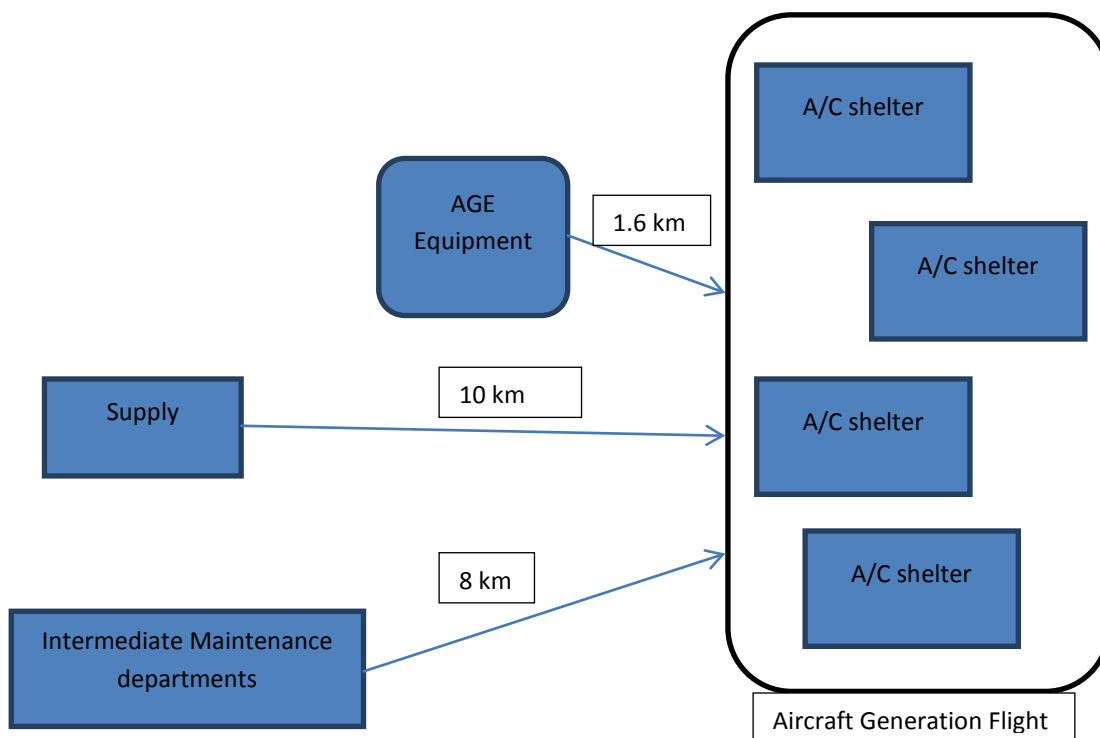 A/C shelter
AGE
Equipment
1.6 km
A/C shelter
Supply
10 km
A/C shelter
8 km
A/C shelter
Intermediate Maintenance
departments
Aircraft Generation Flight